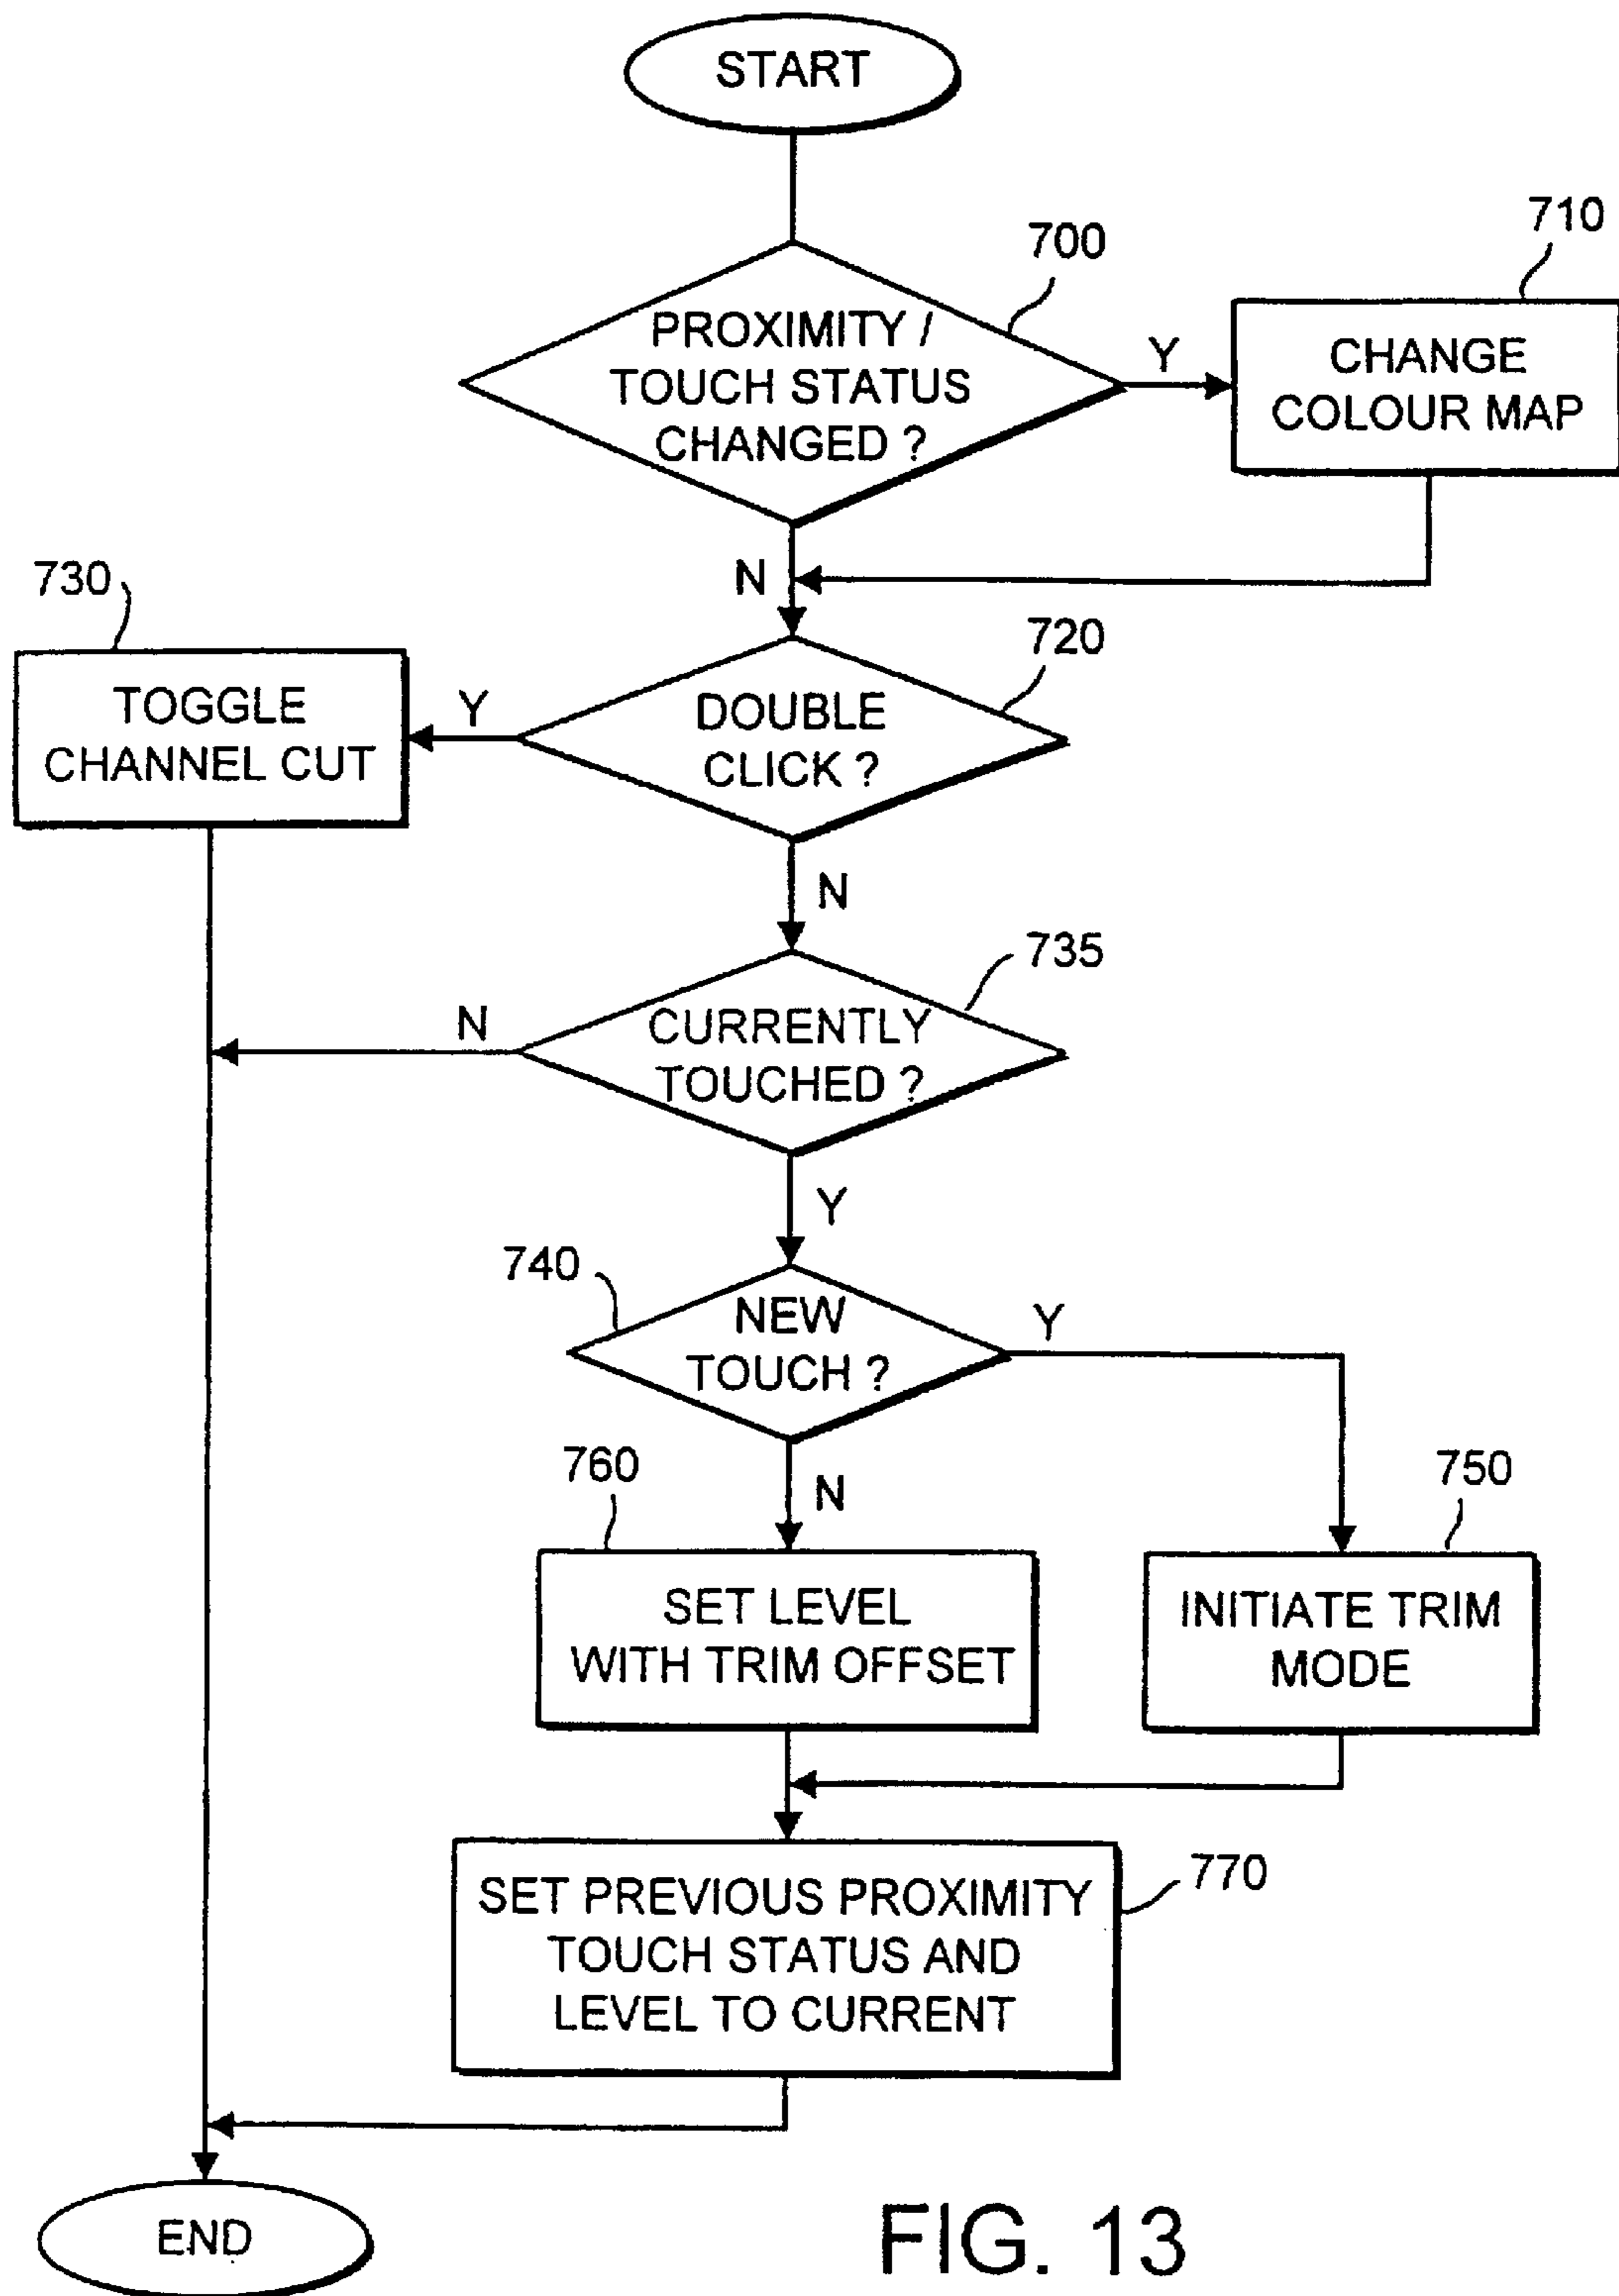 START
700
710
PROXIMITY /
TOUCH STATUS
CHANGED ?
Y
CHANGE
COLOUR MAP
N
730
720
TOGGLE
CHANNEL CUT
Y
DOUBLE
CLICK ?
N
735
N
CURRENTLY
TOUCHED ?
Y
740
NEW
TOUCH ?
Y
760
N
750
SET LEVEL
WITH TRIM OFFSET
INITIATE TRIM
MODE
SET PREVIOUS PROXIMITY
TOUCH STATUS AND
LEVEL TO CURRENT
770
END
FIG. 13